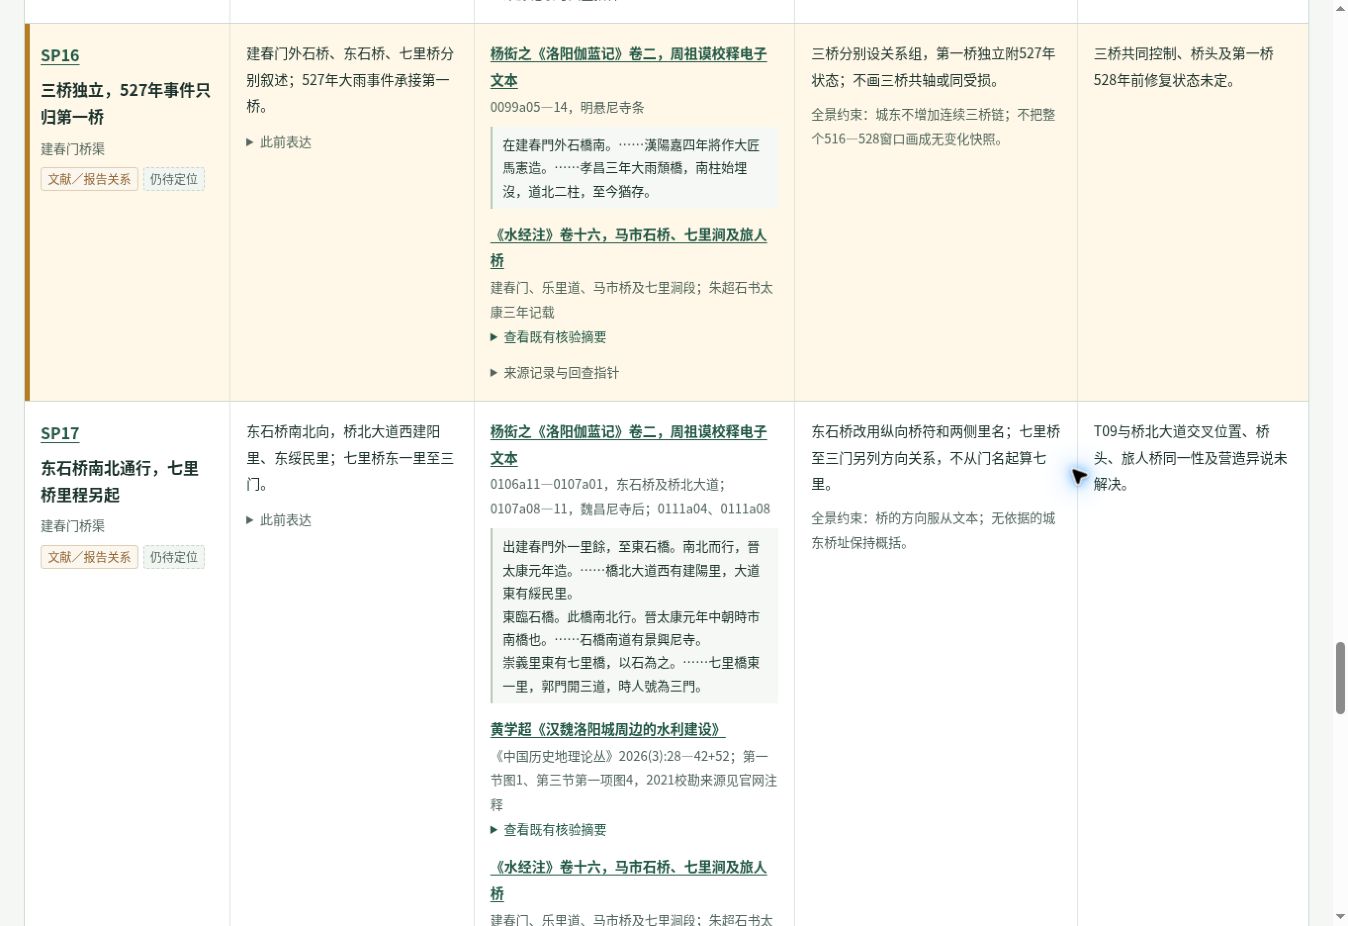 SP16
三桥独立，527年事件只
归第一桥
建春门桥渠
文献／报告关系
仍待定位
建春门外石桥、东石桥、七里桥分
别叙述；527年大雨事件承接第一
桥。
▶ 此前表达
杨衒之《洛阳伽蓝记》卷二，周祖谟校释电子
文本
0099a05—14，明悬尼寺条
在建春門外石橋南。……漢陽嘉四年將作大匠
馬憲造。……孝昌三年大雨頹橋，南柱始埋
沒，道北二柱，至今猶存。
《水经注》卷十六，马市石桥、七里涧及旅人
桥
建春门、乐里道、马市桥及七里涧段；朱超石书太
康三年记载
▶ 查看既有核验摘要
▶ 来源记录与回查指针
三桥分别设关系组，第一桥独立附527年
状态；不画三桥共轴或同受损。
全景约束：城东不增加连续三桥链；不把整
个516—528窗口画成无变化快照。
三桥共同控制、桥头及第一桥
528年前修复状态未定。
SP17
东石桥南北通行，七里
桥里程另起
建春门桥渠
文献／报告关系
仍待定位
东石桥南北向，桥北大道西建阳
里、东绥民里；七里桥东一里至三
门。
▶ 此前表达
杨衒之《洛阳伽蓝记》卷二，周祖谟校释电子
文本
0106a11—0107a01，东石桥及桥北大道；
0107a08—11，魏昌尼寺后；0111a04、0111a08
出建春門外一里餘，至東石橋。南北而行，晉
太康元年造。……橋北大道西有建陽里，大道
東有綏民里。
東臨石橋。此橋南北行。晉太康元年中朝時市
南橋也。……石橋南道有景興尼寺。
崇義里東有七里橋，以石為之。……七里橋東
一里，郭門開三道，時人號為三門。
黄学超《汉魏洛阳城周边的水利建设》
《中国历史地理论丛》2026(3):28—42+52；第一
节图1、第三节第一项图4，2021校勘来源见官网注
释
▶ 查看既有核验摘要
《水经注》卷十六，马市石桥、七里涧及旅人
桥
建春门、乐里道、马市桥及七里涧段；朱超石书太
东石桥改用纵向桥符和两侧里名；七里桥
至三门另列方向关系，不从门名起算七
里。
全景约束：桥的方向服从文本；无依据的城
东桥址保持概括。
T09与桥北大道交叉位置、桥
头、旅人桥同一性及营造异说未
解决。